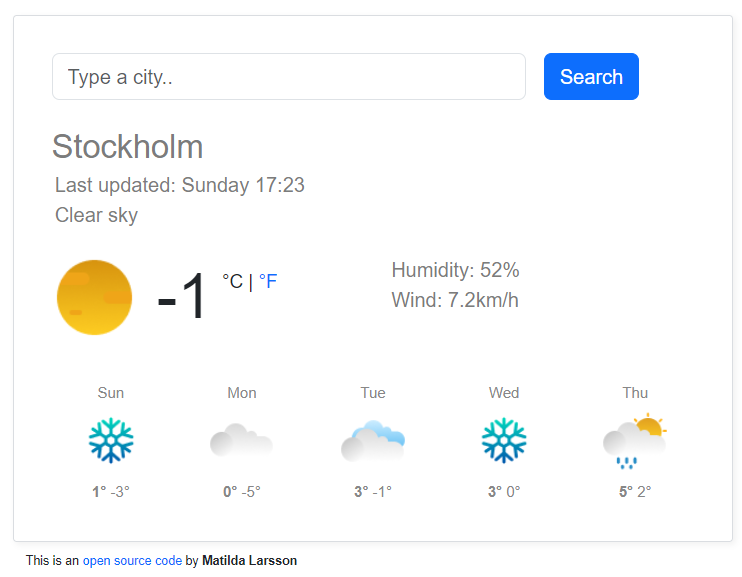 Type a city..
Search
Stockholm
Last updated: Sunday 17:23
Clear sky
-1 °C | °F
Humidity: 52%
Wind: 7.2km/h
Sun Mon Tue Wed Thu
1° -3° 0° -5° 3° -1° 3° 0° 5° 2°
This is an open source code by Matilda Larsson